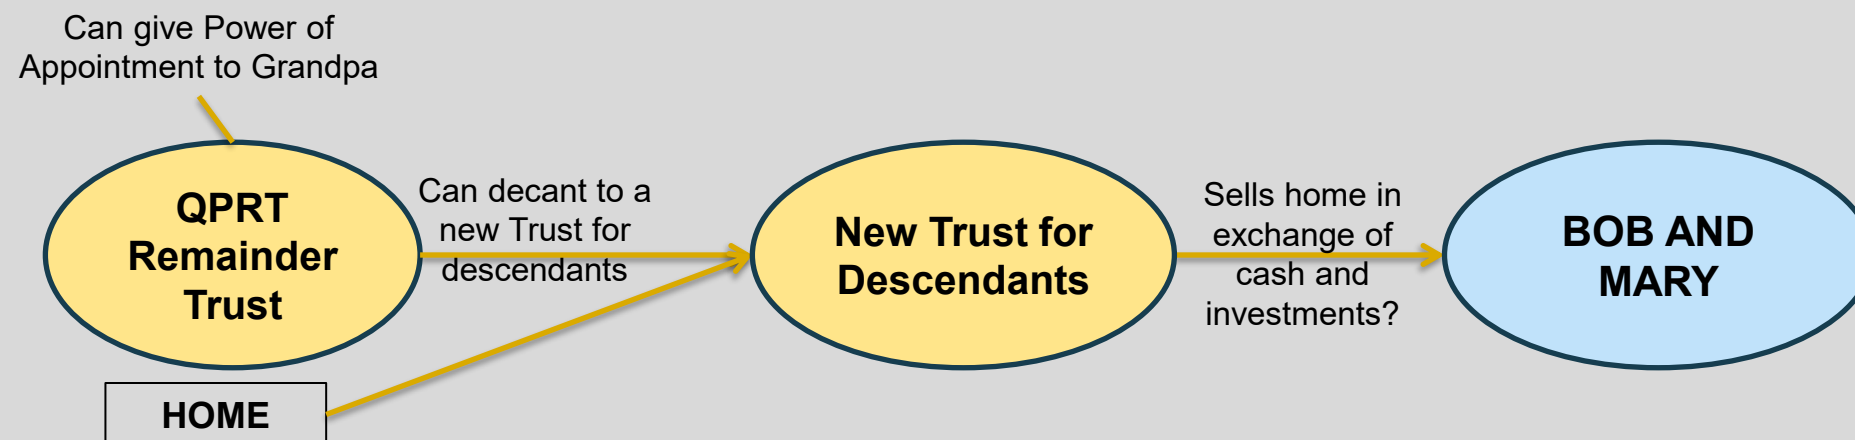 Can give Power of
Appointment to Grandpa
QPRT
Remainder
Trust
Can decant to a
new Trust for
descendants
New Trust for
Descendants
Sells home in
exchange of
cash and
investments?
BOB AND
MARY
HOME